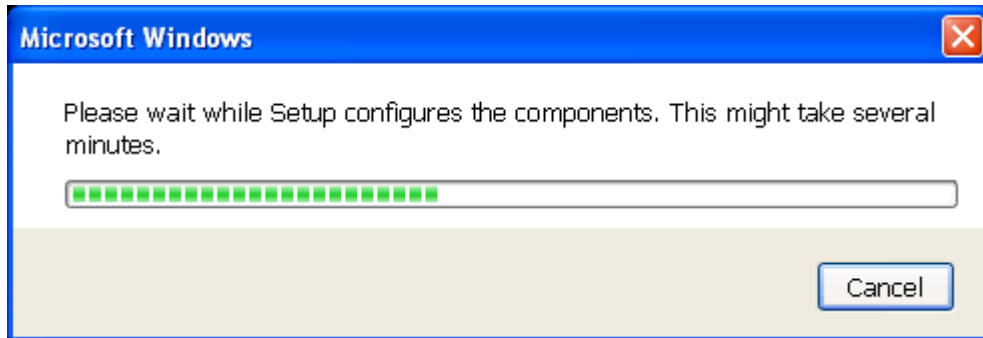 Microsoft Windows
Please wait while Setup configures the components. This might take several
minutes.
Cancel